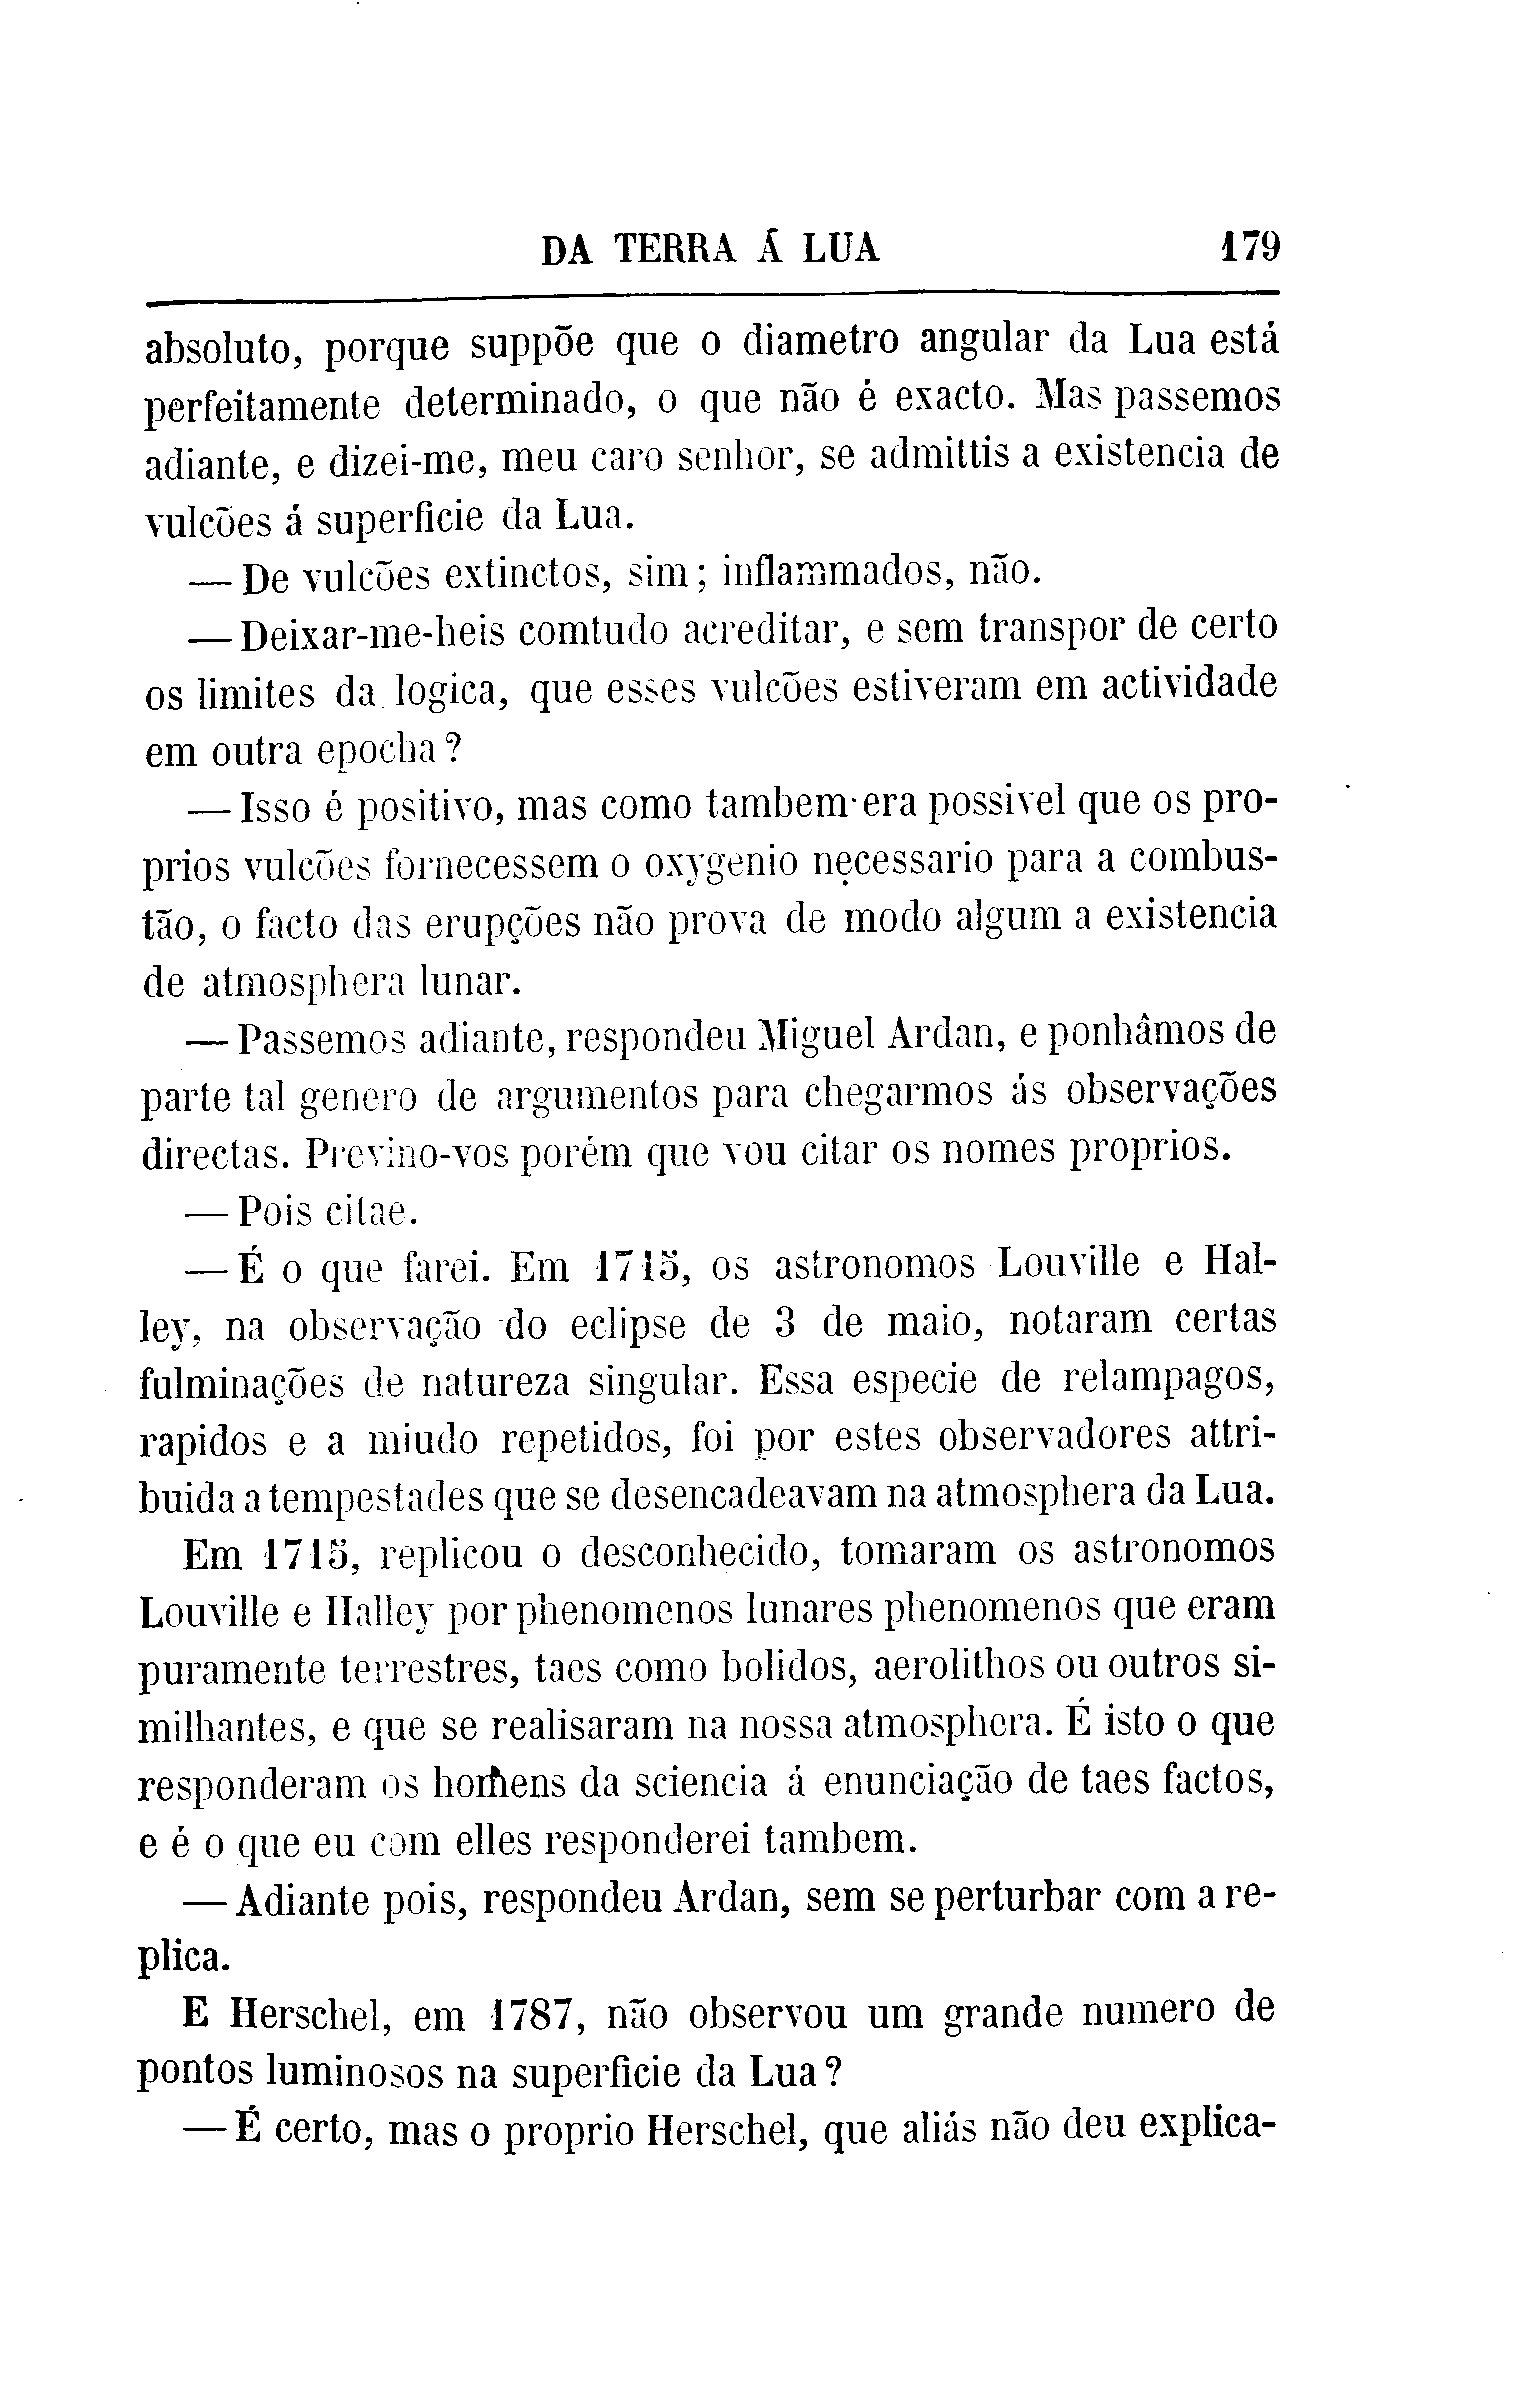 DA TERRA Á LUA 179
absoluto, porque suppõe que o diametro angular da Lua está
perfeitamente determinado, o que não é exacto. Mas passemos
adiante, e dizei-me, meu caro senhor, se admittis a existencia de
vulcões á superficie da Lua.
— De vulcões extinctos, sim; inflammados, não.
— Deixar-me-heis comtudo acreditar, e sem transpor de certo
os limites da logica, que esses vulcões estiveram em actividade
em outra epocha?
— Isso é positivo, mas como tambem era possivel que os pro-
prios vulcões fornecessem o oxygenio necessario para a combus-
tão, o facto das erupções não prova de modo algum a existencia
de atmosphera lunar.
— Passemos adiante, respondeu Miguel Ardan, e ponhâmos de
parte tal genero de argumentos para chegarmos ás observações
directas. Previno-vos porém que vou citar os nomes proprios.
— Pois citae.
— É o que farei. Em 1715, os astronomos Louville e Hal-
ley, na observação do eclipse de 3 de maio, notaram certas
fulminações de natureza singular. Essa especie de relampagos,
rapidos e a miudo repetidos, foi por estes observadores attri-
buida a tempestades que se desencadeavam na atmosphera da Lua.
Em 1715, replicou o desconhecido, tomaram os astronomos
Louville e Halley por phenomenos lunares phenomenos que eram
puramente terrestres, taes como bolidos, aerolithos ou outros si-
milhantes, e que se realisaram na nossa atmosphera. É isto o que
responderam os homens da sciencia á enunciação de taes factos,
e é o que eu com elles responderei tambem.
— Adiante pois, respondeu Ardan, sem se perturbar com a re-
plica.
E Herschel, em 1787, não observou um grande numero de
pontos luminosos na superficie da Lua?
— É certo, mas o proprio Herschel, que aliás não deu explica-